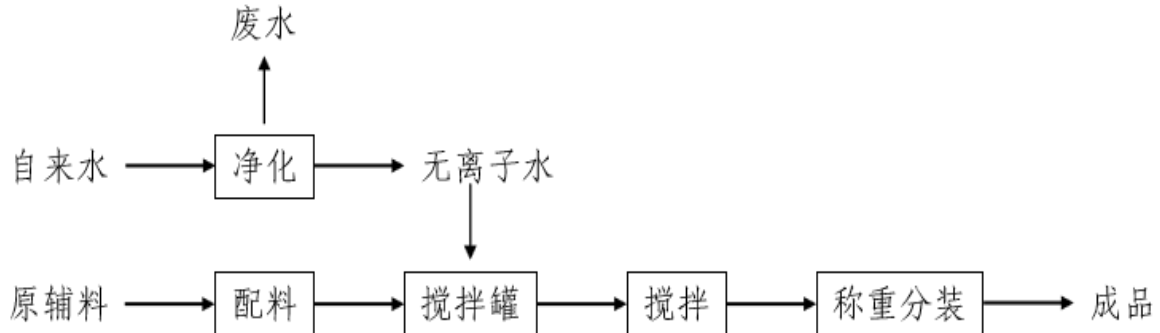 废水
自来水 净化 无离子水
原辅料 配料 搅拌罐 搅拌 称重分装 成品